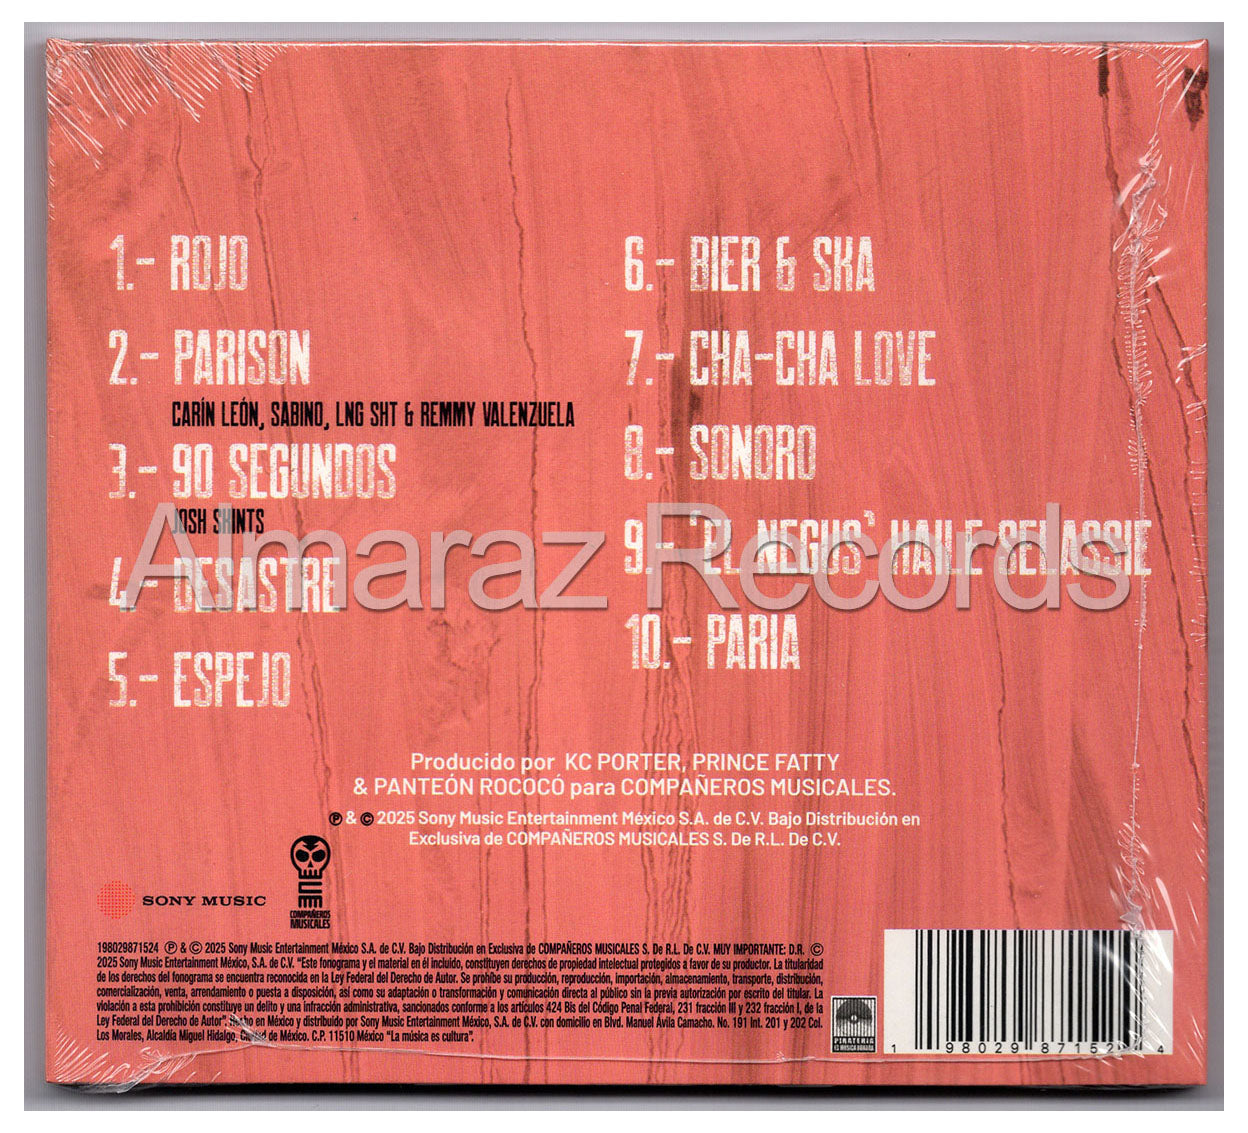 1.- ROJO
2.- PARISON
CARÍN LEÓN, SABINO, LNG SHT & REMMY VALENZUELA
3.- 90 SEGUNDOS
JOSH SKINTS
4.- DESASTRE
5.- ESPEJO
6.- BIER & SKA
7.- CHA-CHA LOVE
8.- SONORO
9.- 'EL NEGUS' HAILE SELASSIE
10.- PARIA
Almaraz Records
Producido por KC PORTER, PRINCE FATTY
& PANTEÓN ROCOCÓ para COMPAÑEROS MUSICALES.
℗ & © 2025 Sony Music Entertainment México S.A. de C.V. Bajo Distribución en
Exclusiva de COMPAÑEROS MUSICALES S. De R.L. De C.V.
SONY MUSIC
COMPAÑEROS
MUSICALES
198029871524 ℗ & © 2025 Sony Music Entertainment México S.A. de C.V. Bajo Distribución en Exclusiva de COMPAÑEROS MUSICALES S. De R.L. De C.V. MUY IMPORTANTE; D.R. ©
2025 Sony Music Entertainment México, S.A. de C.V. "Este fonograma y el material en él incluido, constituyen derechos de propiedad intelectual protegidos a favor de su productor. La titularidad
de los derechos del fonograma se encuentra reconocida en la Ley Federal del Derecho de Autor. Se prohíbe su producción, reproducción, importación, almacenamiento, transporte, distribución,
comercialización, venta, arrendamiento o puesta a disposición, así como su adaptación o transformación y comunicación directa al público sin la previa autorización por escrito del titular. La
violación a esta prohibición constituye un delito y una infracción administrativa, sancionados conforme a los artículos 424 Bis del Código Penal Federal, 231 fracción III y 232 fracción I, de la
Ley Federal del Derecho de Autor". Hecho en México y distribuido por Sony Music Entertainment México, S.A. de C.V. con domicilio en Blvd. Manuel Ávila Camacho. No. 191 Int. 201 y 202 Col.
Los Morales, Alcaldía Miguel Hidalgo, Ciudad de México. C.P. 11510 México "La música es cultura".
PIRATERIA
ES MUSICA ROBADA
1 98029 87152 4